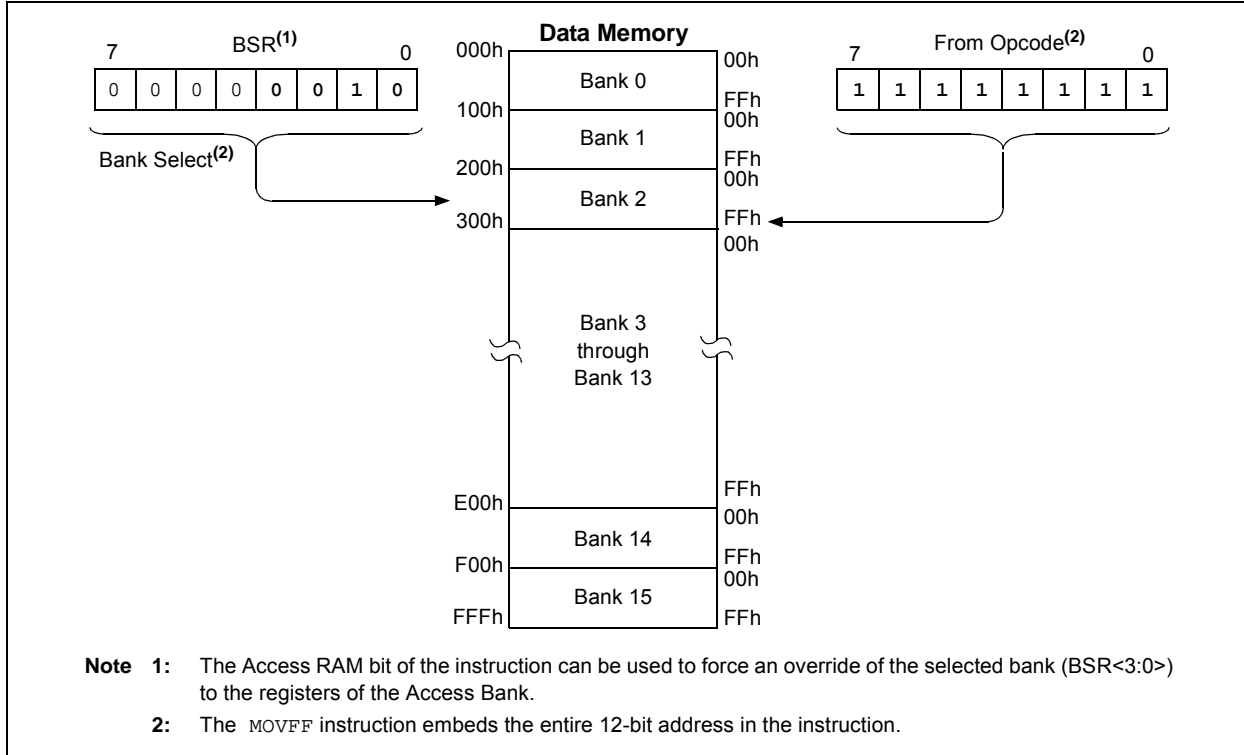 Data Memory
7 BSR(1) 0
0 0 0 0 0 0 1 0
Bank Select(2)
000h
100h
200h
300h
E00h
F00h
FFFh
Bank 0
Bank 1
Bank 2
Bank 3
through
Bank 13
Bank 14
Bank 15
00h
FFh
00h
FFh
00h
FFh
00h
FFh
00h
FFh
00h
FFh
7 From Opcode(2) 0
1 1 1 1 1 1 1 1
Note 1: The Access RAM bit of the instruction can be used to force an override of the selected bank (BSR<3:0>)
to the registers of the Access Bank.
2: The MOVFF instruction embeds the entire 12-bit address in the instruction.